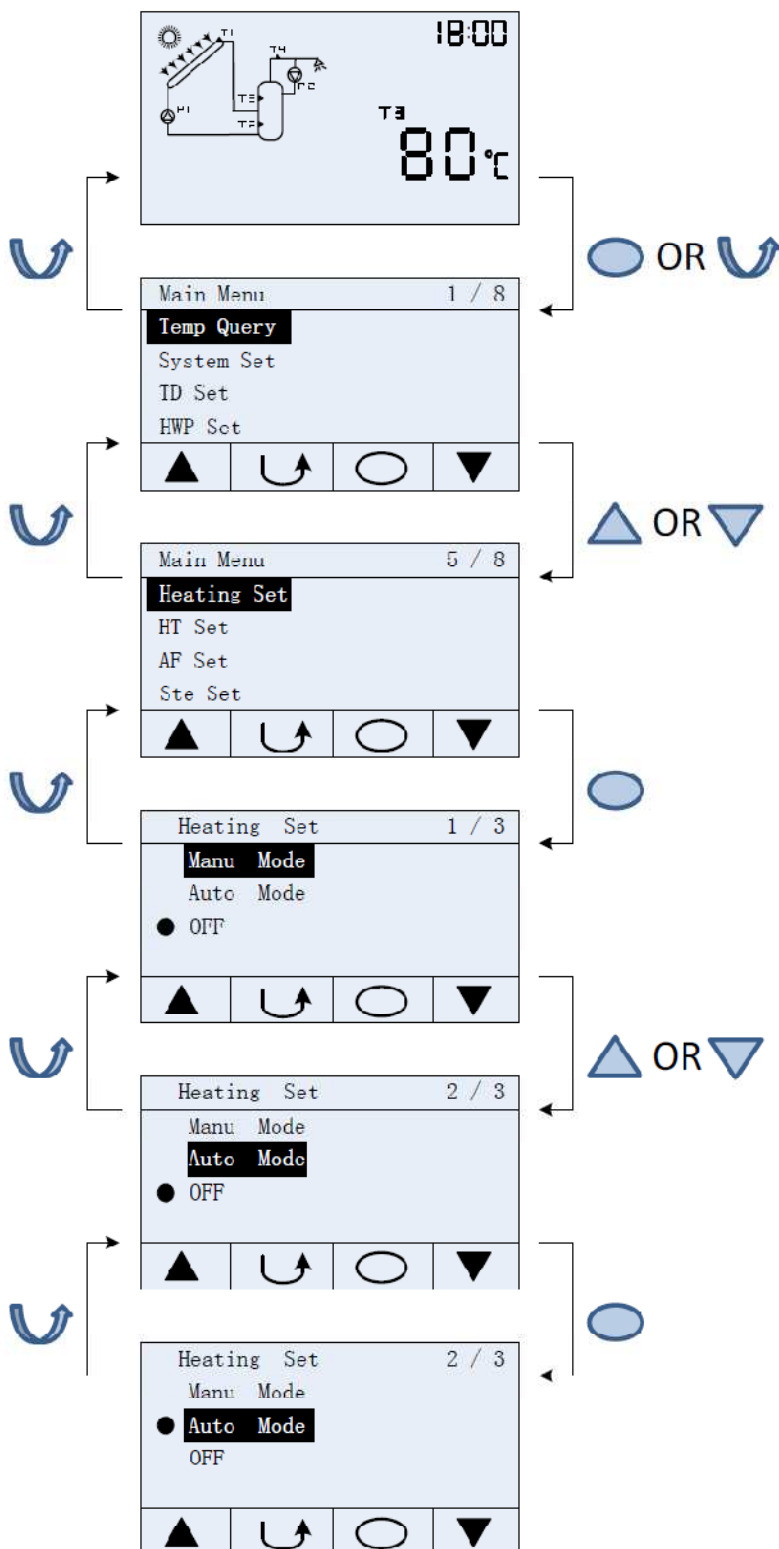 18:00
T1
T4
P2
T3
P1
T2
T3
80℃
OR
Main Menu 1 / 8
Temp Query
System Set
TD Set
HWP Set
OR
Main Menu 5 / 8
Heating Set
HT Set
AF Set
Ste Set
Heating Set 1 / 3
Manu Mode
Auto Mode
● OFF
OR
Heating Set 2 / 3
Manu Mode
Auto Mode
● OFF
Heating Set 2 / 3
Manu Mode
● Auto Mode
OFF